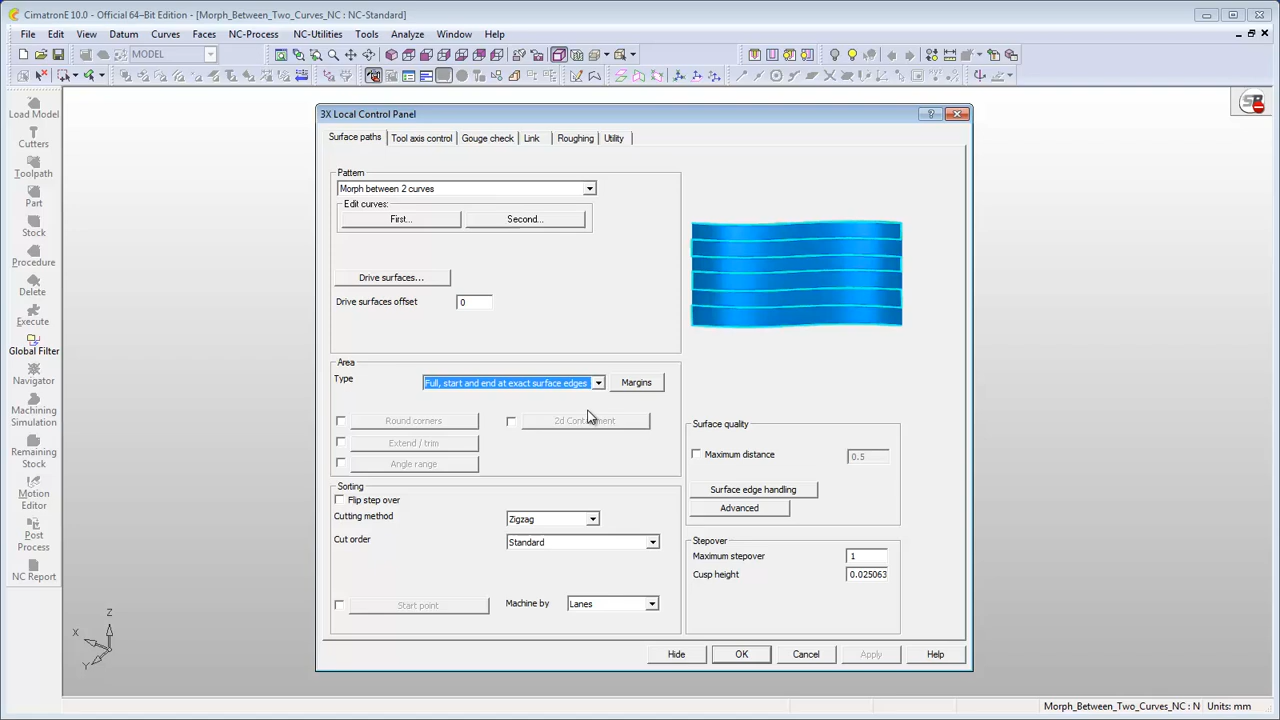 CimatronE 10.0 - Official 64-Bit Edition - [Morph_Between_Two_Curves_NC : NC-Standard]
File Edit View Datum Curves Faces NC-Process NC-Utilities Tools Analyze Window Help
MODEL
Load Model
Cutters
Toolpath
Part
Stock
Procedure
Delete
Execute
Global Filter
Navigator
Machining
Simulation
Remaining
Stock
Motion
Editor
Post
Process
NC Report
3X Local Control Panel
Surface paths Tool axis control Gouge check Link Roughing Utility
Pattern
Morph between 2 curves
Edit curves:
First... Second...
Drive surfaces...
Drive surfaces offset 0
Area
Type Full, start and end at exact surface edges Margins
Round corners
Extend / trim
Angle range
Sorting
Flip step over
Cutting method Zigzag
Cut order Standard
Start point Machine by Lanes
Surface quality
Maximum distance 0.5
Surface edge handling
Advanced
Stepover
Maximum stepover 1
Cusp height 0.025063
Hide OK Cancel Apply Help
Z
X
Y
Morph_Between_Two_Curves_NC : N Units: mm